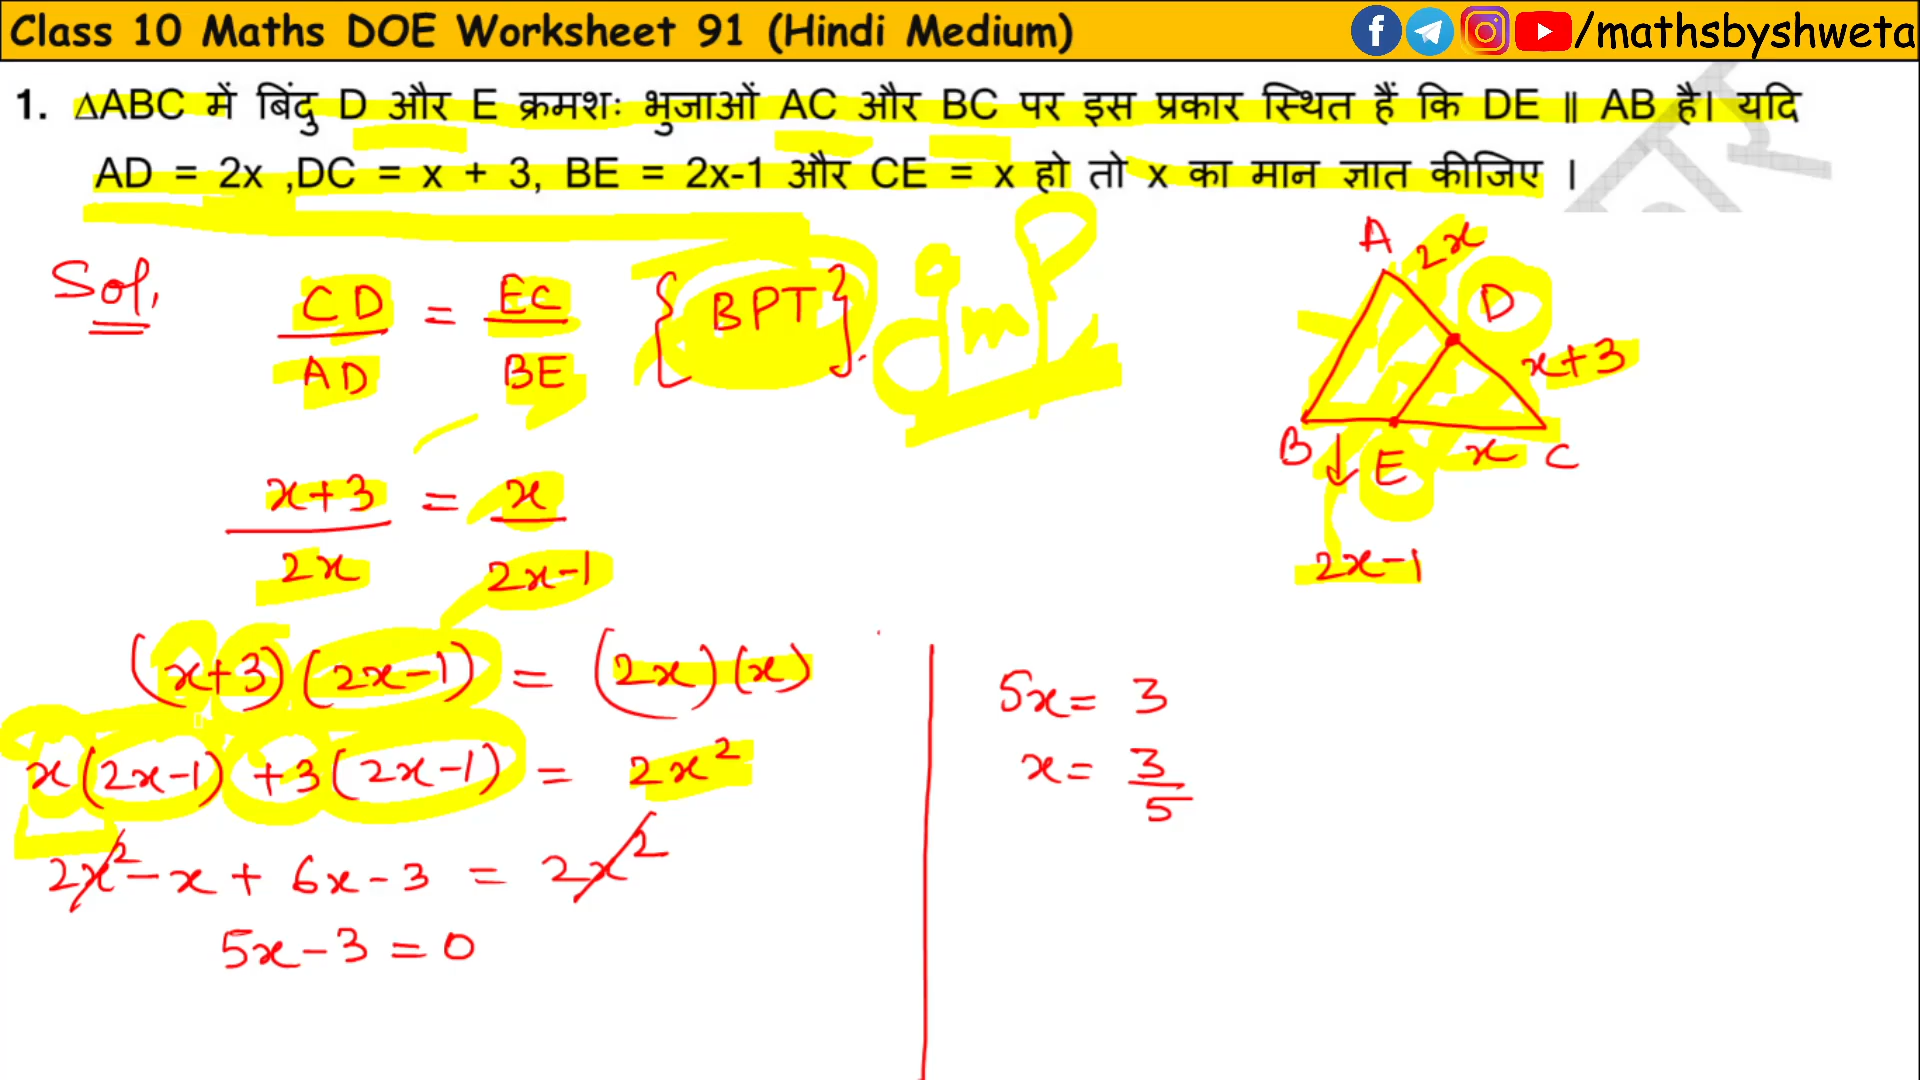 Class 10 Maths DOE Worksheet 91 (Hindi Medium)
/mathsbyshweta
1. ΔABC में बिंदु D और E क्रमशः भुजाओं AC और BC पर इस प्रकार स्थित हैं कि DE ॥ AB है। यदि
AD = 2x ,DC = x + 3, BE = 2x-1 और CE = x हो तो x का मान ज्ञात कीजिए ।
Sol.
CD/AD = EC/BE {BPT}.
Imp
x+3/2x = x/2x-1
(x+3)(2x-1) = (2x)(x)
x(2x-1) +3(2x-1) = 2x²
2x²-x+6x-3 = 2x²
5x-3=0
5x= 3
x= 3/5
A
2x
D
x+3
B
E
x
C
2x-1